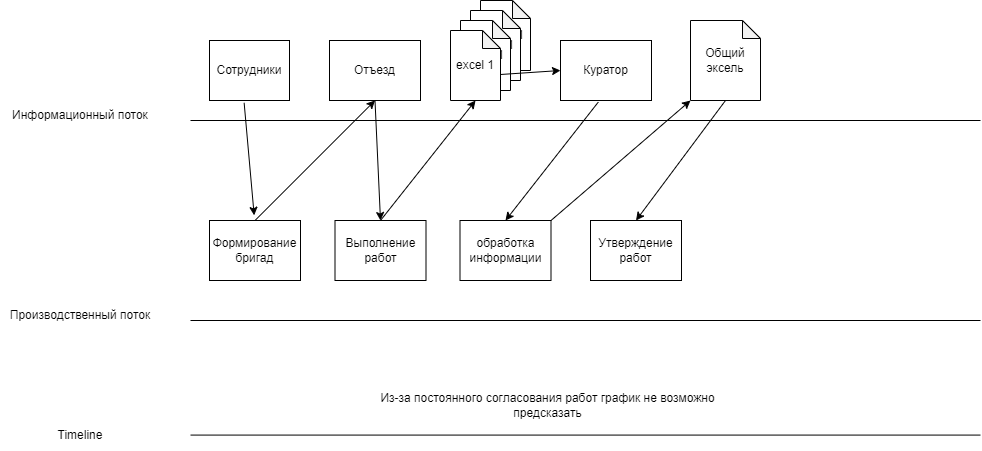 Сотрудники
Отъезд
excel 1
Куратор
Общий
эксель
Информационный поток
Формирование
бригад
Выполнение
работ
обработка
информации
Утверждение
работ
Производственный поток
Из-за постоянного согласования работ график не возможно
предсказать
Timeline